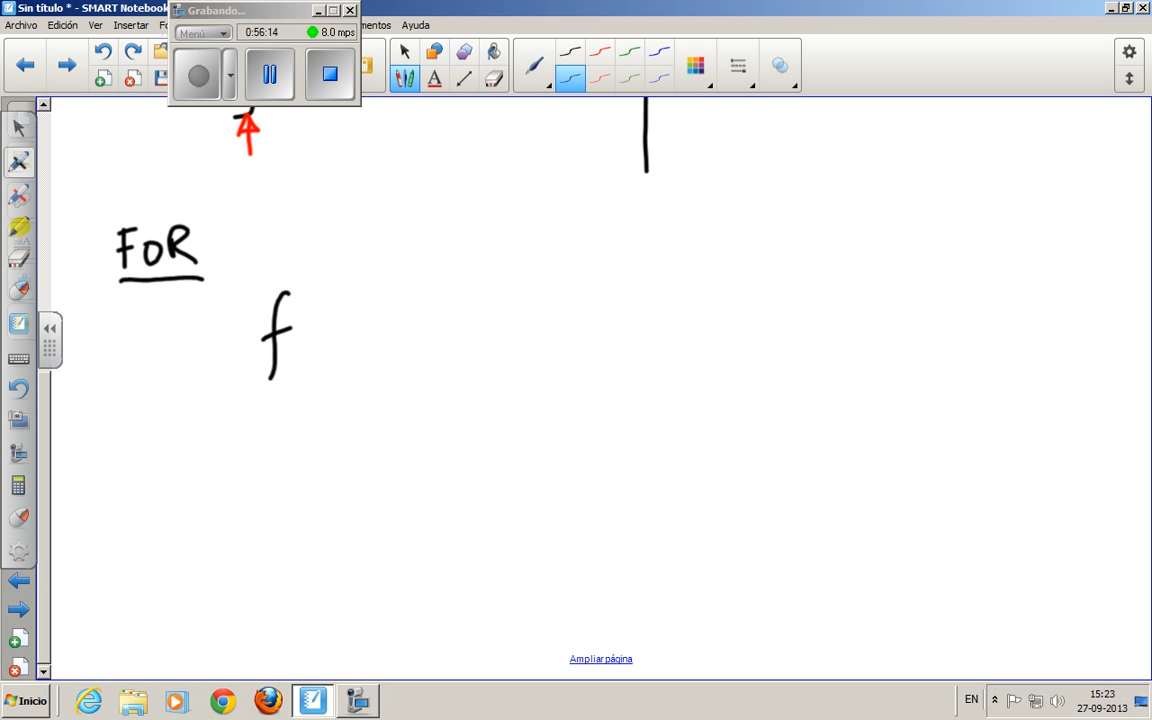 Sin título * - SMART Notebook
Grabando...
Archivo Edición Ver Insertar Fo
Menú 0:56:14 8.0 mps
mentos Ayuda
FOR
f
Ampliar página
Inicio
EN
15:23
27-09-2013